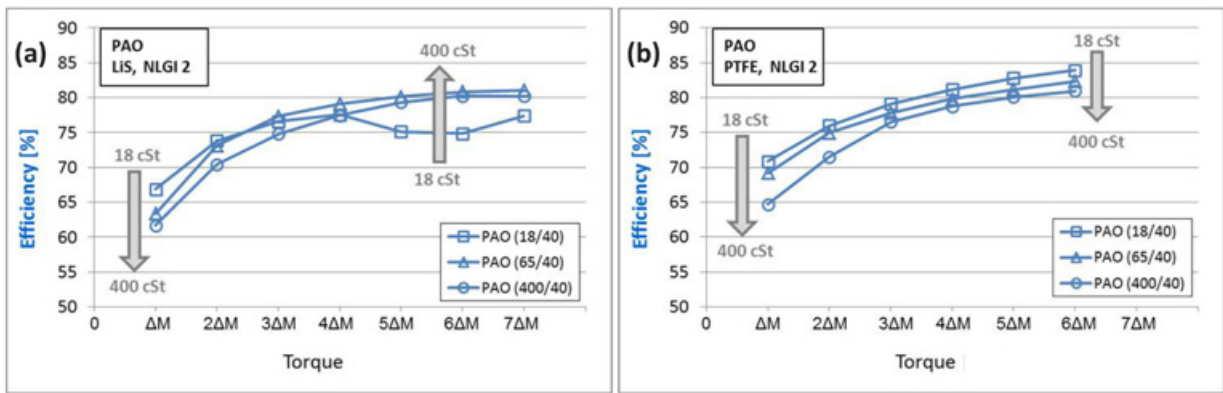 (a)
PAO
LiS, NLGI 2
Efficiency [%]
90
85
80
75
70
65
60
55
50
400 cSt
18 cSt
18 cSt
400 cSt
PAO (18/40)
PAO (65/40)
PAO (400/40)
0 ΔM 2ΔM 3ΔM 4ΔM 5ΔM 6ΔM 7ΔM
Torque
(b)
PAO
PTFE, NLGI 2
Efficiency [%]
90
85
80
75
70
65
60
55
50
18 cSt
400 cSt
18 cSt
400 cSt
PAO (18/40)
PAO (65/40)
PAO (400/40)
0 ΔM 2ΔM 3ΔM 4ΔM 5ΔM 6ΔM 7ΔM
Torque